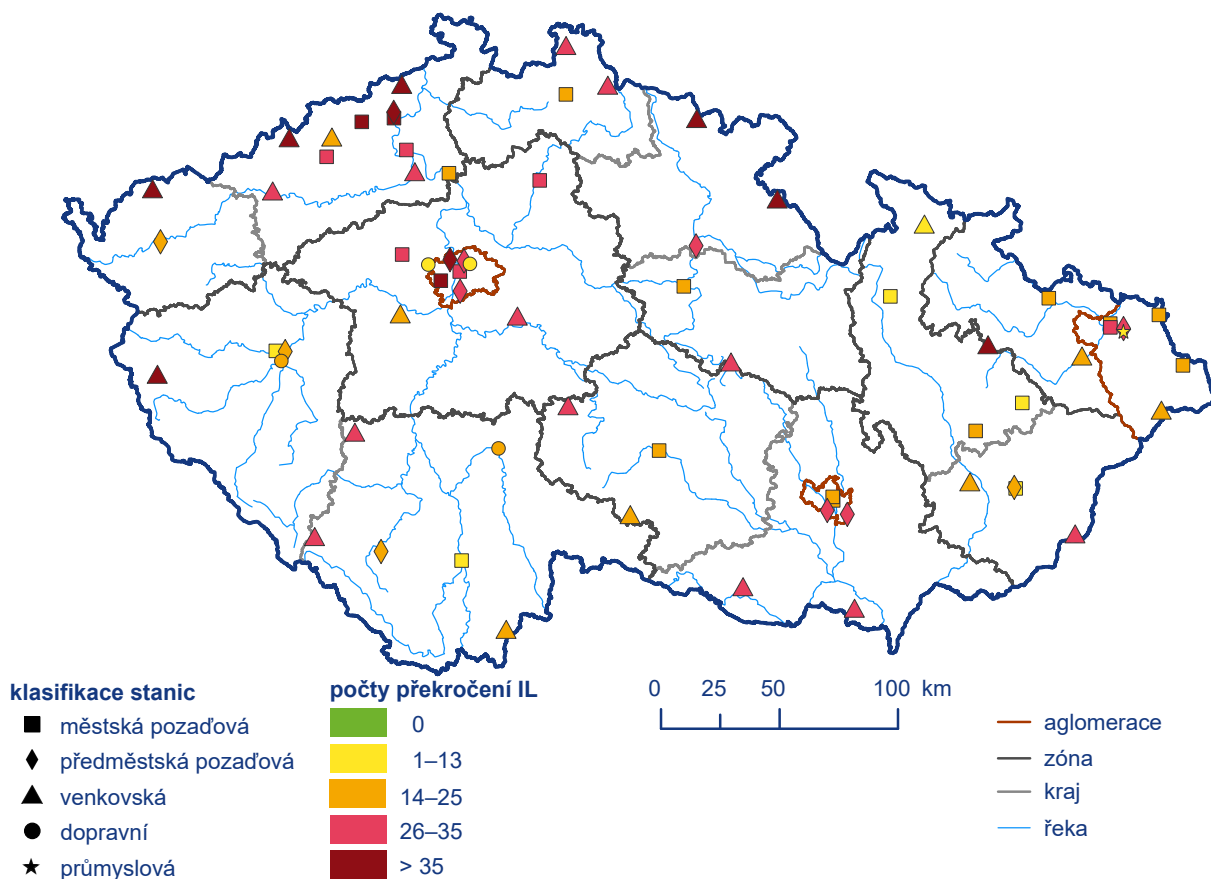 klasifikace stanic
městská pozaďová
předměstská pozaďová
venkovská
dopravní
průmyslová
počty překročení IL
0
1–13
14–25
26–35
> 35
0 25 50 100 km
aglomerace
zóna
kraj
řeka